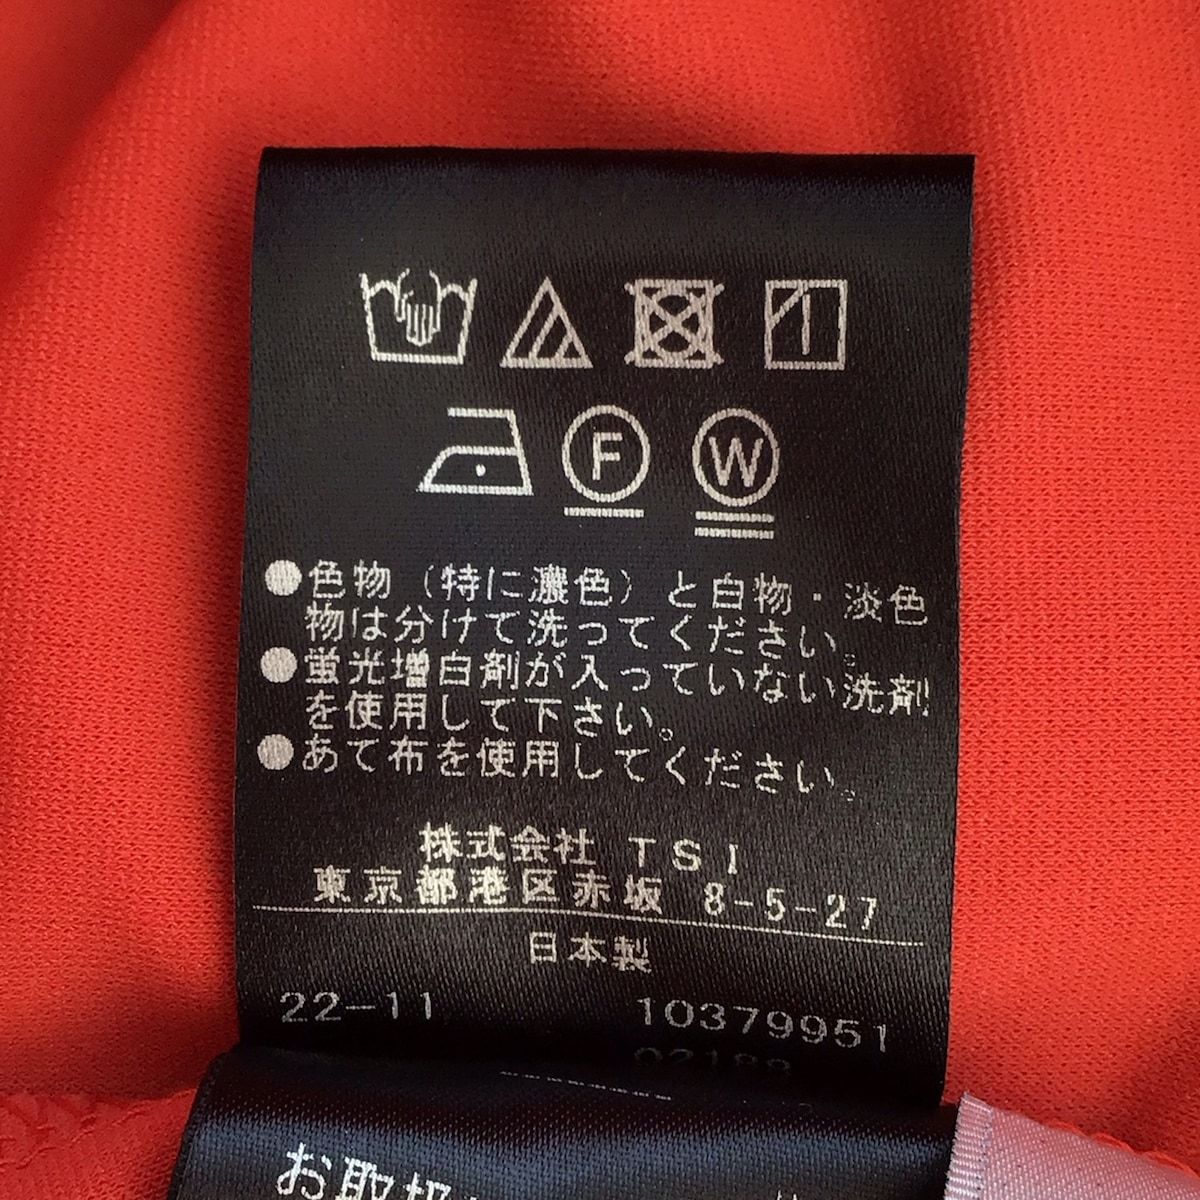 F W
●色物（特に濃色）と白物・淡色
物は分けて洗ってください。
●蛍光増白剤が入っていない洗剤
を使用して下さい。
●あて布を使用してください。
株式会社 TSI
東京都港区赤坂 8-5-27
日本製
22-11 10379951
02189
お取扱